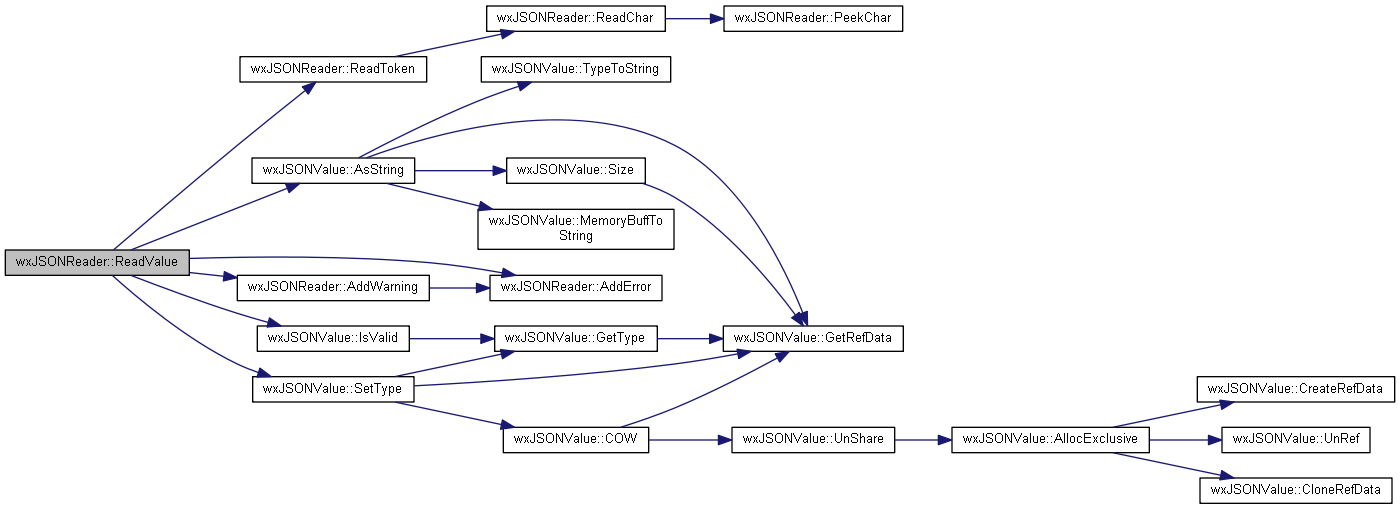 wxJSONReader::ReadChar
wxJSONReader::PeekChar
wxJSONReader::ReadToken
wxJSONValue::TypeToString
wxJSONValue::AsString
wxJSONValue::Size
wxJSONValue::MemoryBuffTo
String
wxJSONReader::ReadValue
wxJSONReader::AddWarning
wxJSONReader::AddError
wxJSONValue::IsValid
wxJSONValue::GetType
wxJSONValue::GetRefData
wxJSONValue::SetType
wxJSONValue::CreateRefData
wxJSONValue::COW
wxJSONValue::UnShare
wxJSONValue::AllocExclusive
wxJSONValue::UnRef
wxJSONValue::CloneRefData